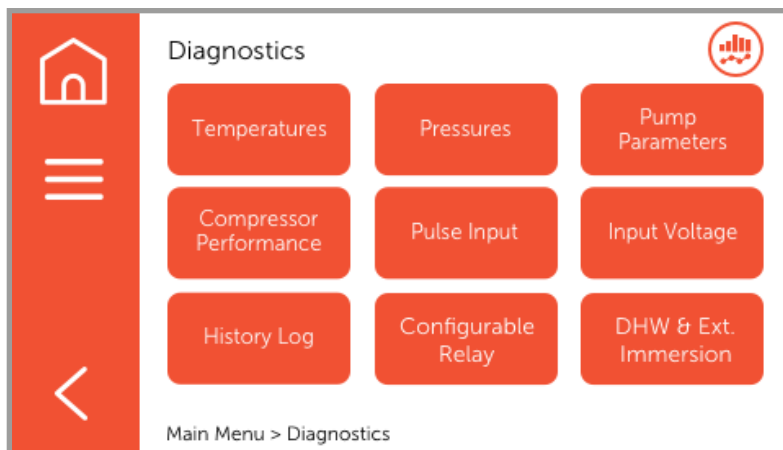 Diagnostics
Temperatures
Pressures
Pump
Parameters
Compressor
Performance
Pulse Input
Input Voltage
History Log
Configurable
Relay
DHW & Ext.
Immersion
Main Menu > Diagnostics